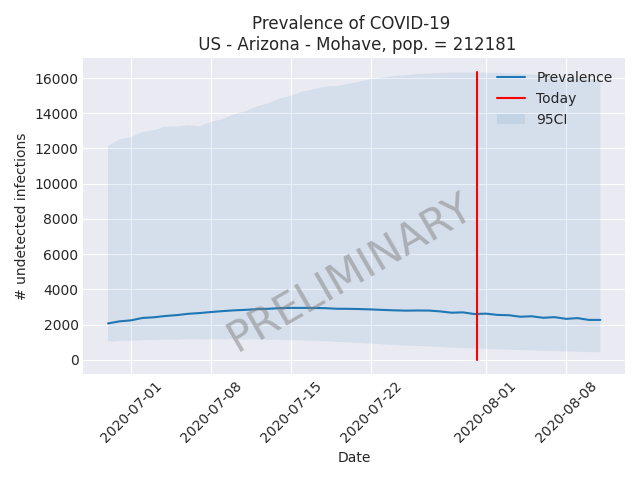 Prevalence of COVID-19
US - Arizona - Mohave, pop. = 212181
16000
14000
12000
10000
8000
6000
4000
2000
0
# undetected infections
Prevalence
Today
95CI
PRELIMINARY
2020-07-01
2020-07-08
2020-07-15
2020-07-22
2020-08-01
2020-08-08
Date